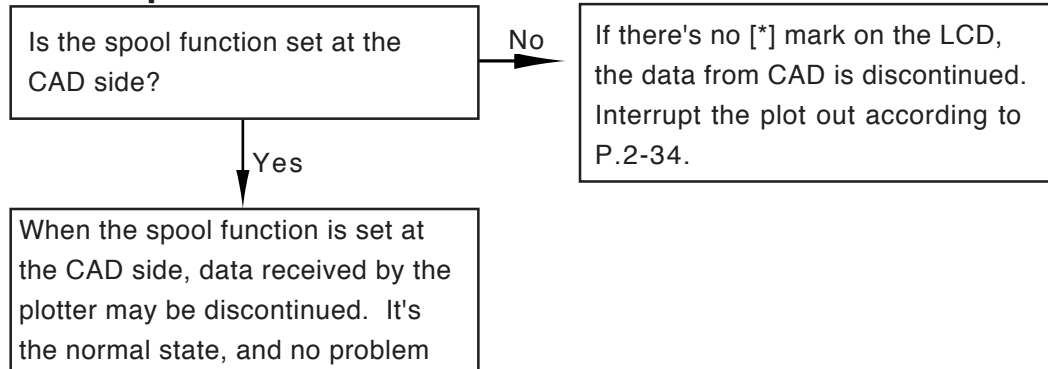 Is the spool function set at the
CAD side?
No
If there's no [*] mark on the LCD,
the data from CAD is discontinued.
Interrupt the plot out according to
P.2-34.
Yes
When the spool function is set at
the CAD side, data received by the
plotter may be discontinued. It's
the normal state, and no problem